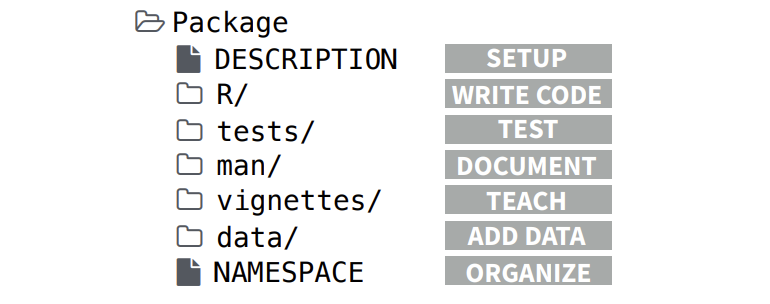 Package
DESCRIPTION SETUP
R/ WRITE CODE
tests/ TEST
man/ DOCUMENT
vignettes/ TEACH
data/ ADD DATA
NAMESPACE ORGANIZE